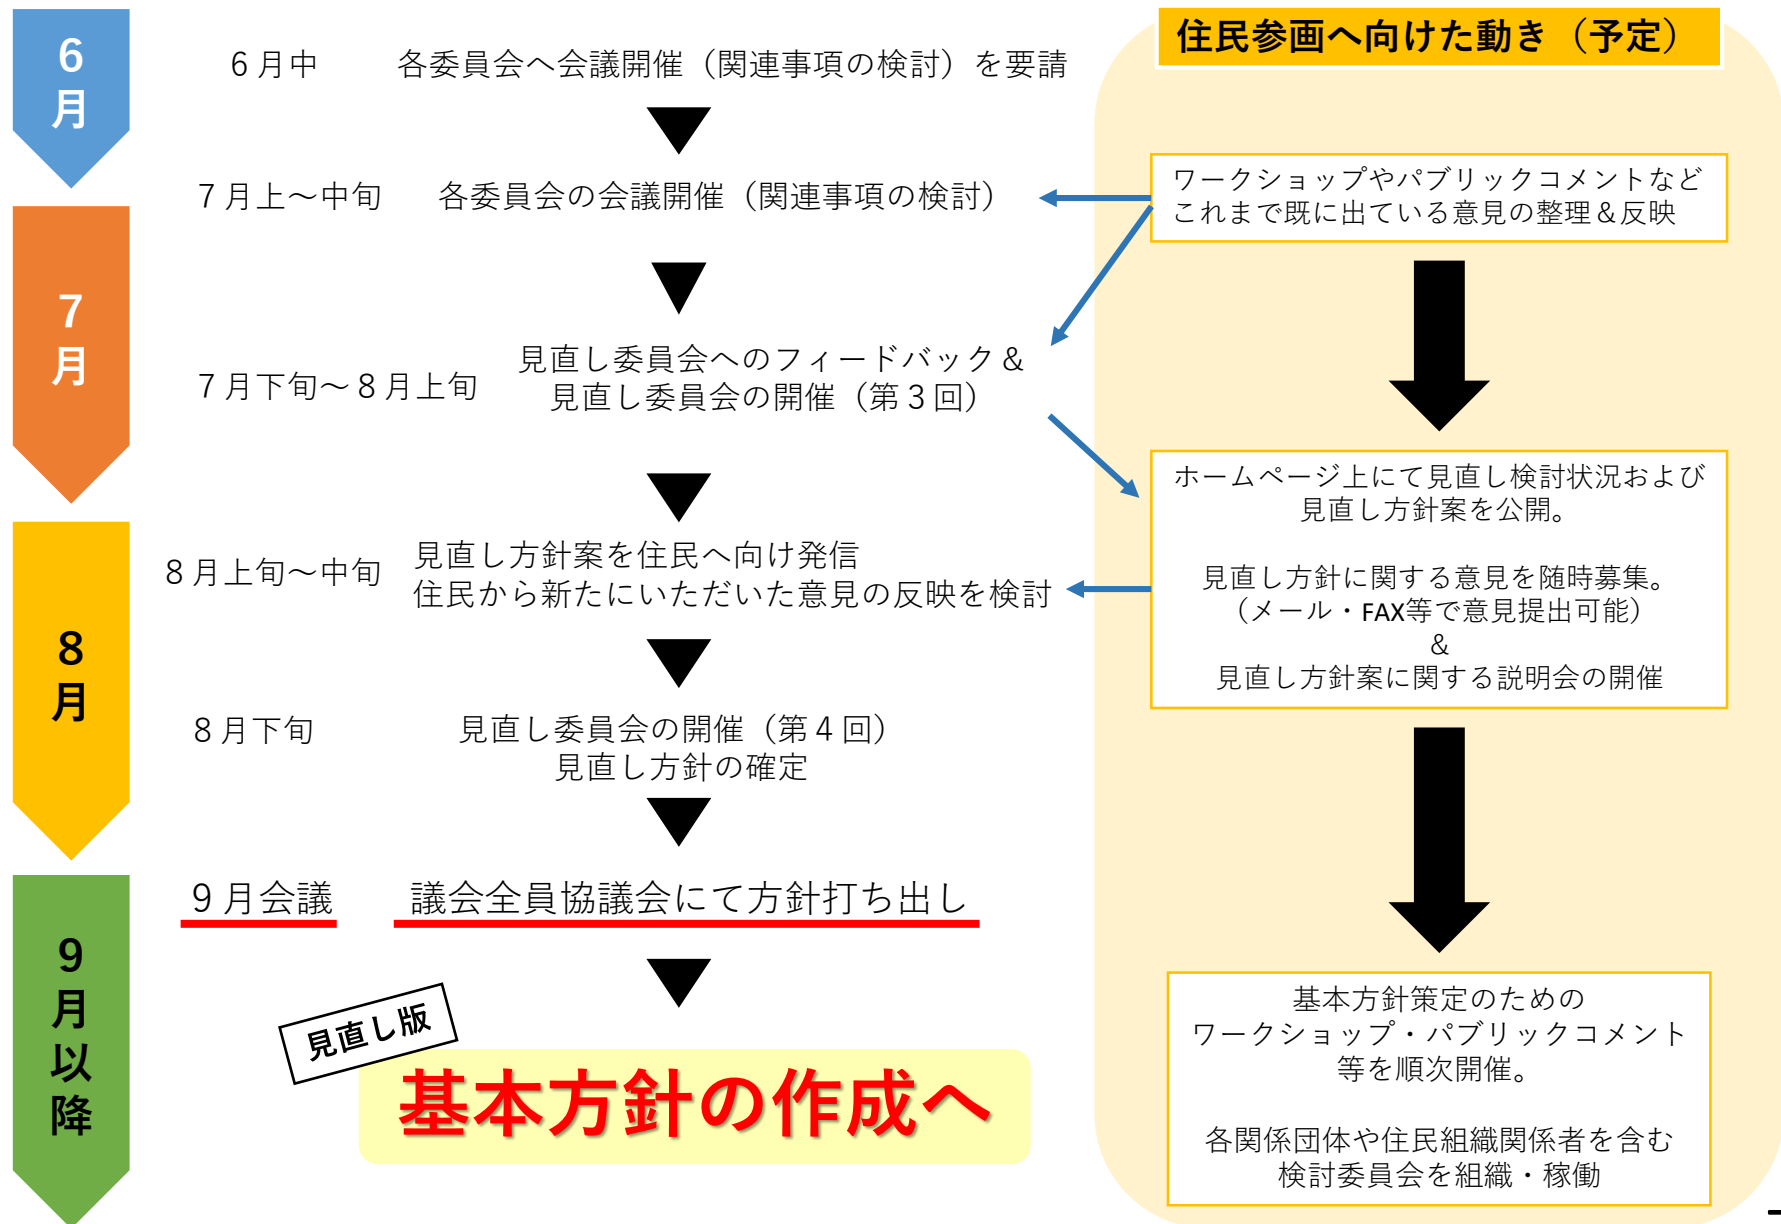 6月
6月中 各委員会へ会議開催（関連事項の検討）を要請
7月
7月上～中旬 各委員会の会議開催（関連事項の検討）
7月下旬～8月上旬
見直し委員会へのフィードバック＆
見直し委員会の開催（第3回）
8月
8月上旬～中旬
見直し方針案を住民へ向け発信
住民から新たにいただいた意見の反映を検討
8月下旬
見直し委員会の開催（第4回）
見直し方針の確定
9月以降
9月会議 議会全員協議会にて方針打ち出し
見直し版
基本方針の作成へ
住民参画へ向けた動き（予定）
ワークショップやパブリックコメントなど
これまで既に出ている意見の整理＆反映
ホームページ上にて見直し検討状況および
見直し方針案を公開。
見直し方針に関する意見を随時募集。
（メール・FAX等で意見提出可能）
＆
見直し方針案に関する説明会の開催
基本方針策定のための
ワークショップ・パブリックコメント
等を順次開催。
各関係団体や住民組織関係者を含む
検討委員会を組織・稼働